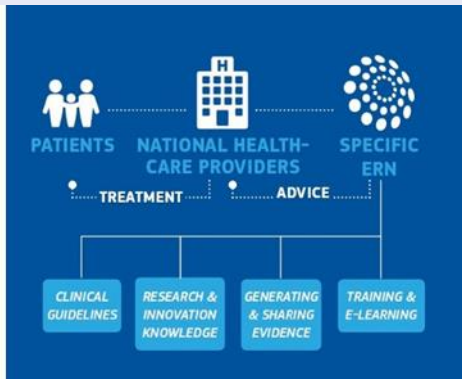 H
PATIENTS
NATIONAL HEALTH-
CARE PROVIDERS
SPECIFIC
ERN
TREATMENT
ADVICE
CLINICAL
GUIDELINES
RESEARCH &
INNOVATION
KNOWLEDGE
GENERATING
& SHARING
EVIDENCE
TRAINING &
E-LEARNING